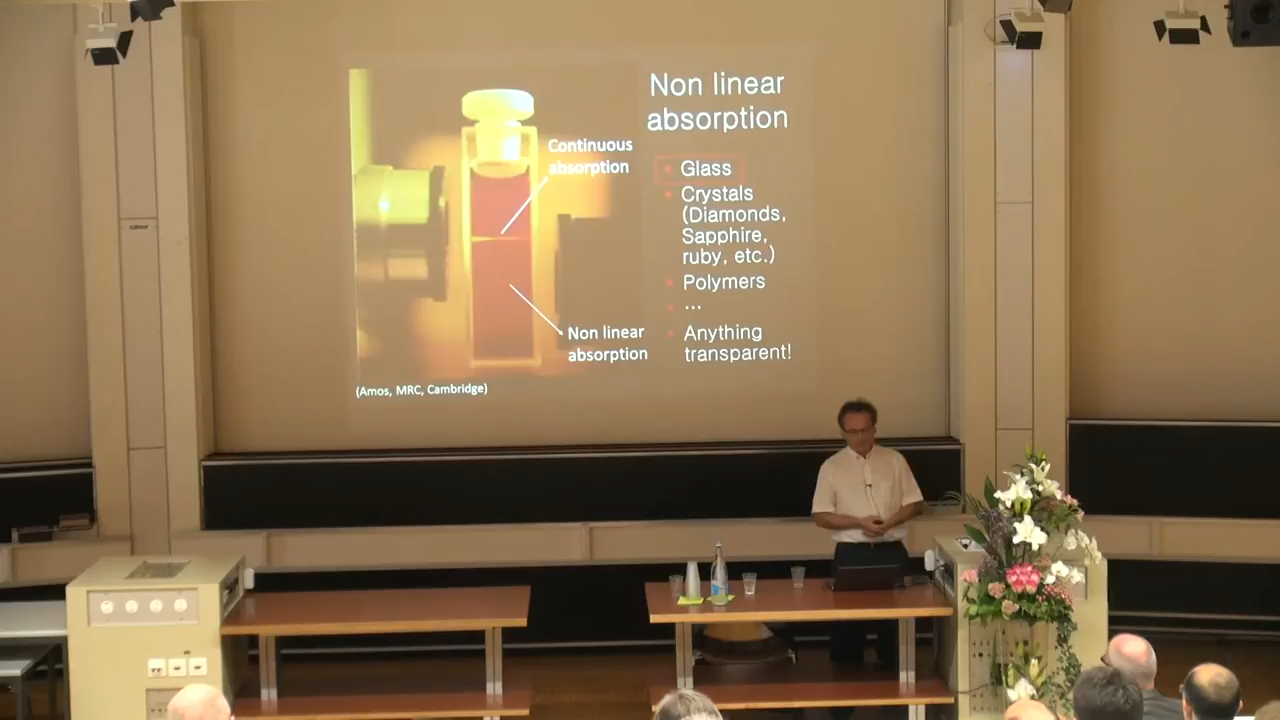 Non linear
absorption
Continuous
absorption
Glass
Crystals
(Diamonds,
Sapphire,
ruby, etc.)
Polymers
...
Anything
transparent!
Non linear
absorption
(Amos, MRC, Cambridge)